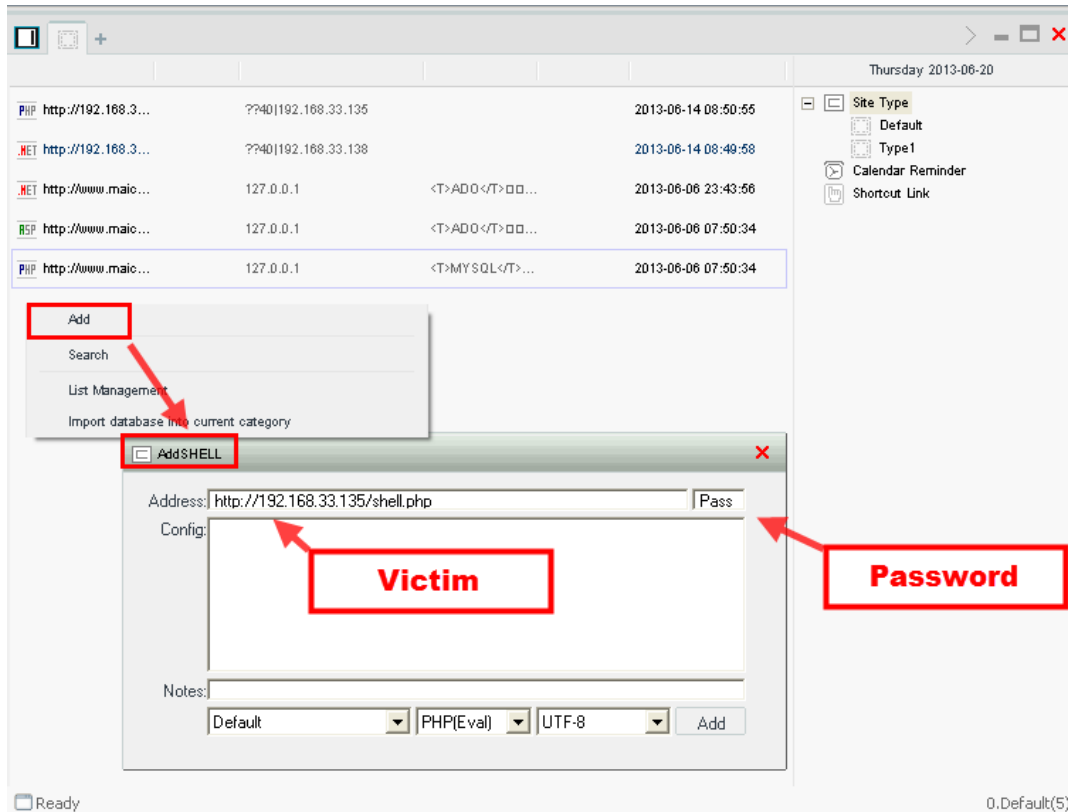 +
Thursday 2013-06-20
PHP http://192.168.3... ??40|192.168.33.135 2013-06-14 08:50:55
.NET http://192.168.3... ??40|192.168.33.138 2013-06-14 08:49:58
.NET http://www.maic... 127.0.0.1 <T>ADO</T>□□... 2013-06-06 23:43:56
ASP http://www.maic... 127.0.0.1 <T>ADO</T>□□... 2013-06-06 07:50:34
PHP http://www.maic... 127.0.0.1 <T>MYSQL</T>... 2013-06-06 07:50:34
Site Type
Default
Type1
Calendar Reminder
Shortcut Link
Add
Search
List Management
Import database into current category
AddSHELL
Address: http://192.168.33.135/shell.php Pass
Config:
Victim
Password
Notes:
Default PHP(Eval) UTF-8 Add
Ready 0.Default(5)